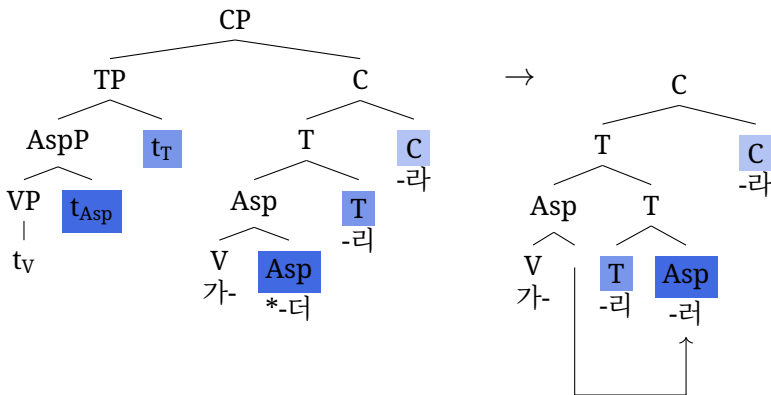 CP
TP C → C
AspP t_T T C T C
-라 -라
VP t_Asp Asp T Asp T
-리
t_V V Asp V T Asp
가- *-더 가- -리 -러